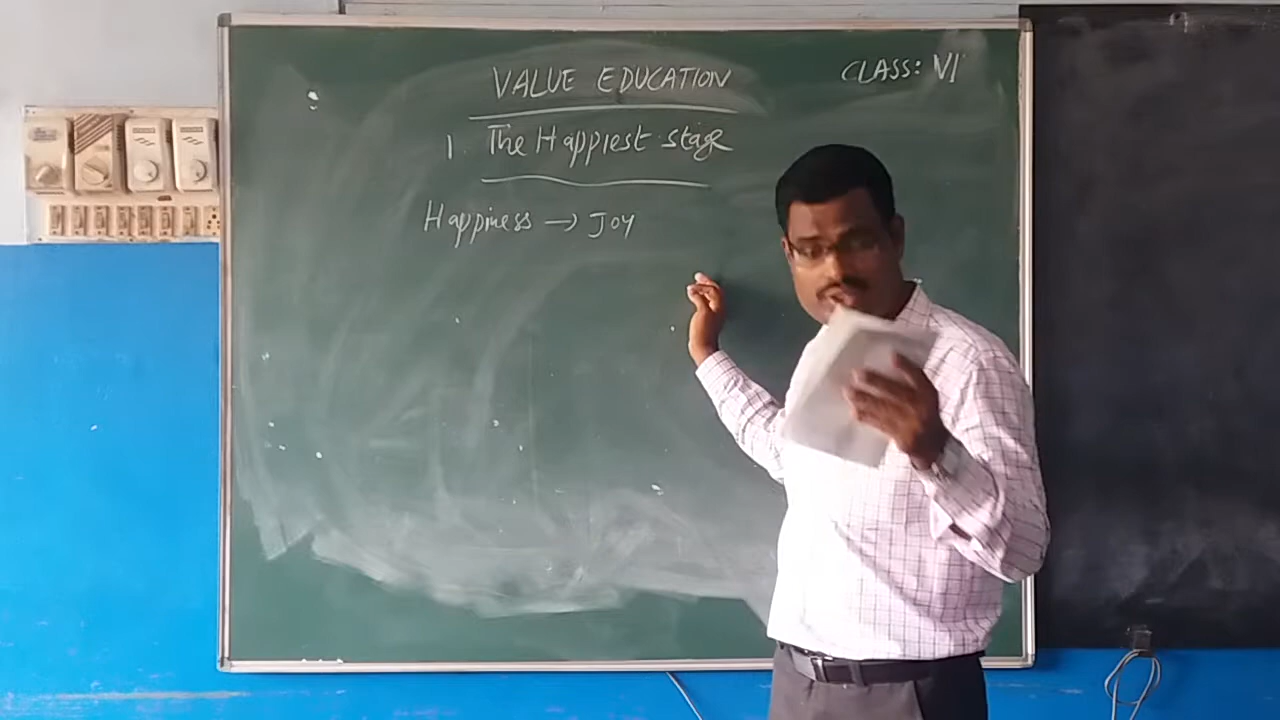 VALUE EDUCATION
CLASS: VI
1. The Happiest stage
Happiness → Joy